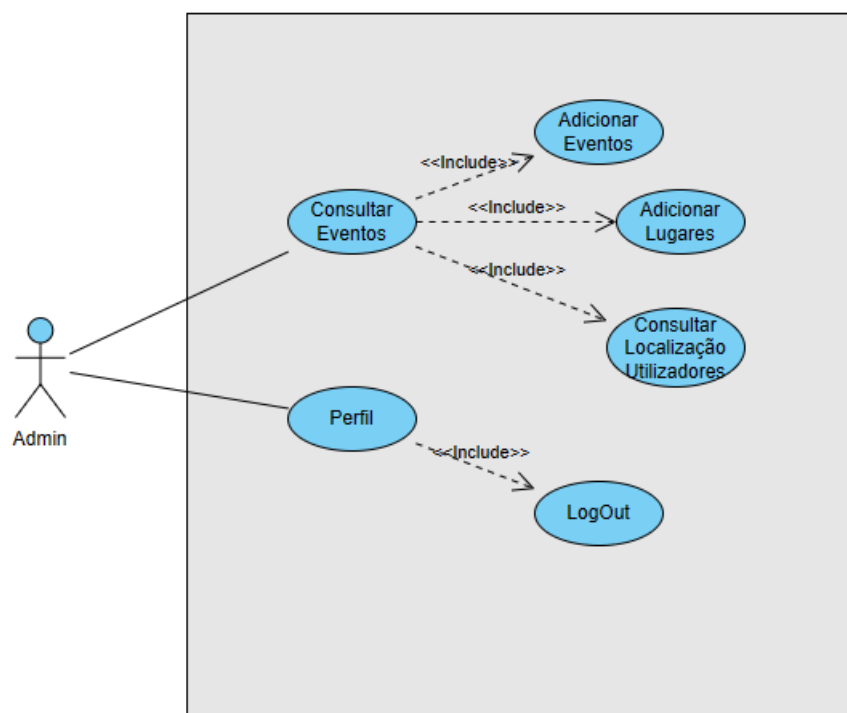 Adicionar
Eventos
<<Include>>
Consultar
Eventos
<<Include>>
Adicionar
Lugares
<<Include>>
Consultar
Localização
Utilizadores
Admin
Perfil
<<Include>>
LogOut